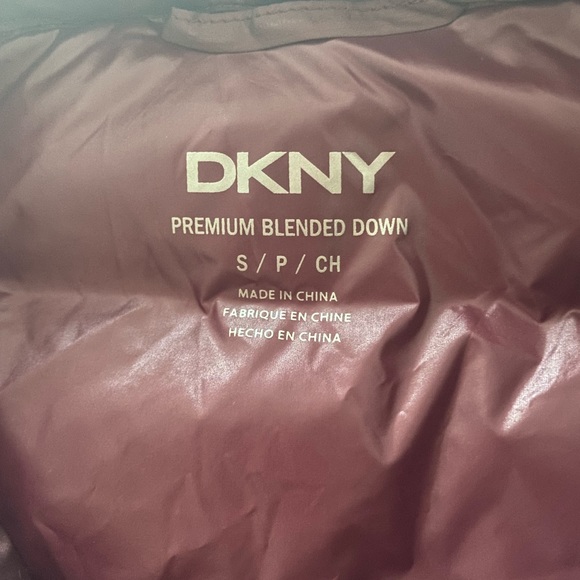 DKNY
PREMIUM BLENDED DOWN
S / P / CH
MADE IN CHINA
FABRIQUE EN CHINE
HECHO EN CHINA